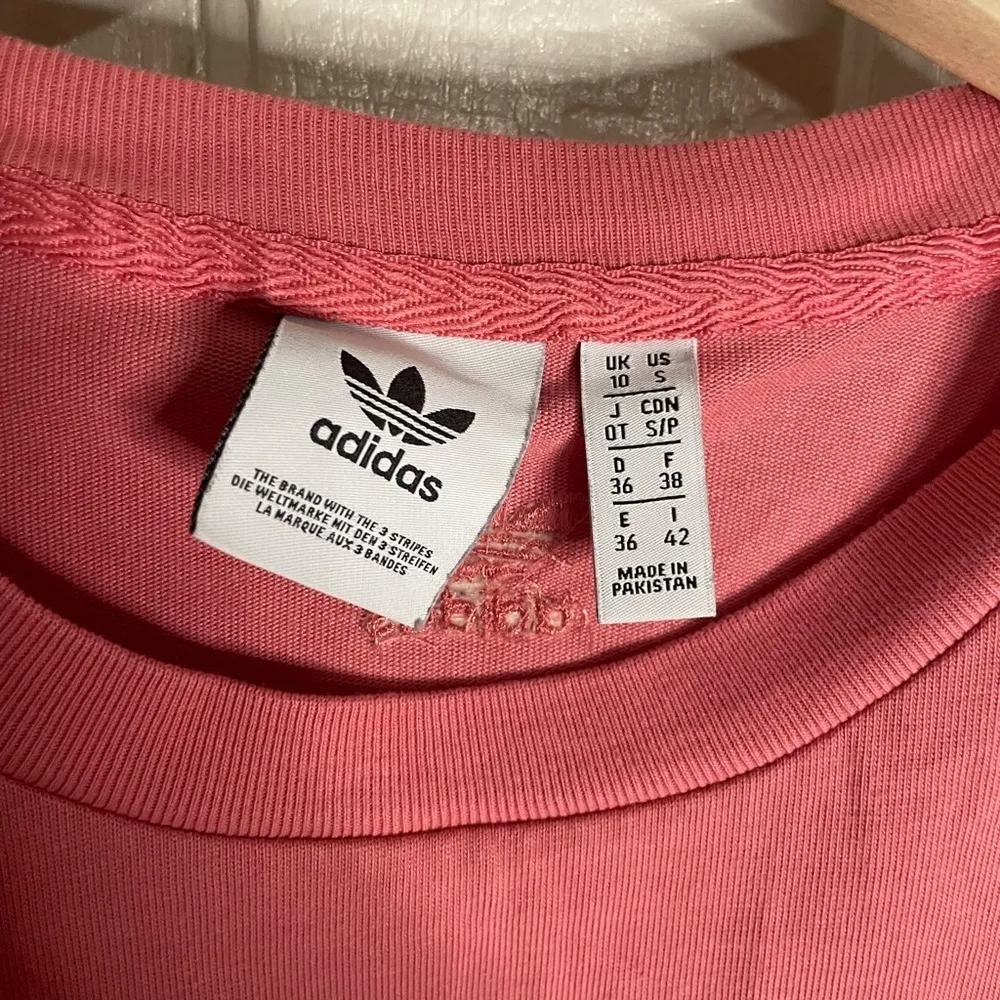 adidas
THE BRAND WITH THE 3 STRIPES
DIE WELTMARKE MIT DEN 3 STREIFEN
LA MARQUE AUX 3 BANDES
UK US
10 S
J CDN
OT S/P
D F
36 38
E I
36 42
MADE IN
PAKISTAN